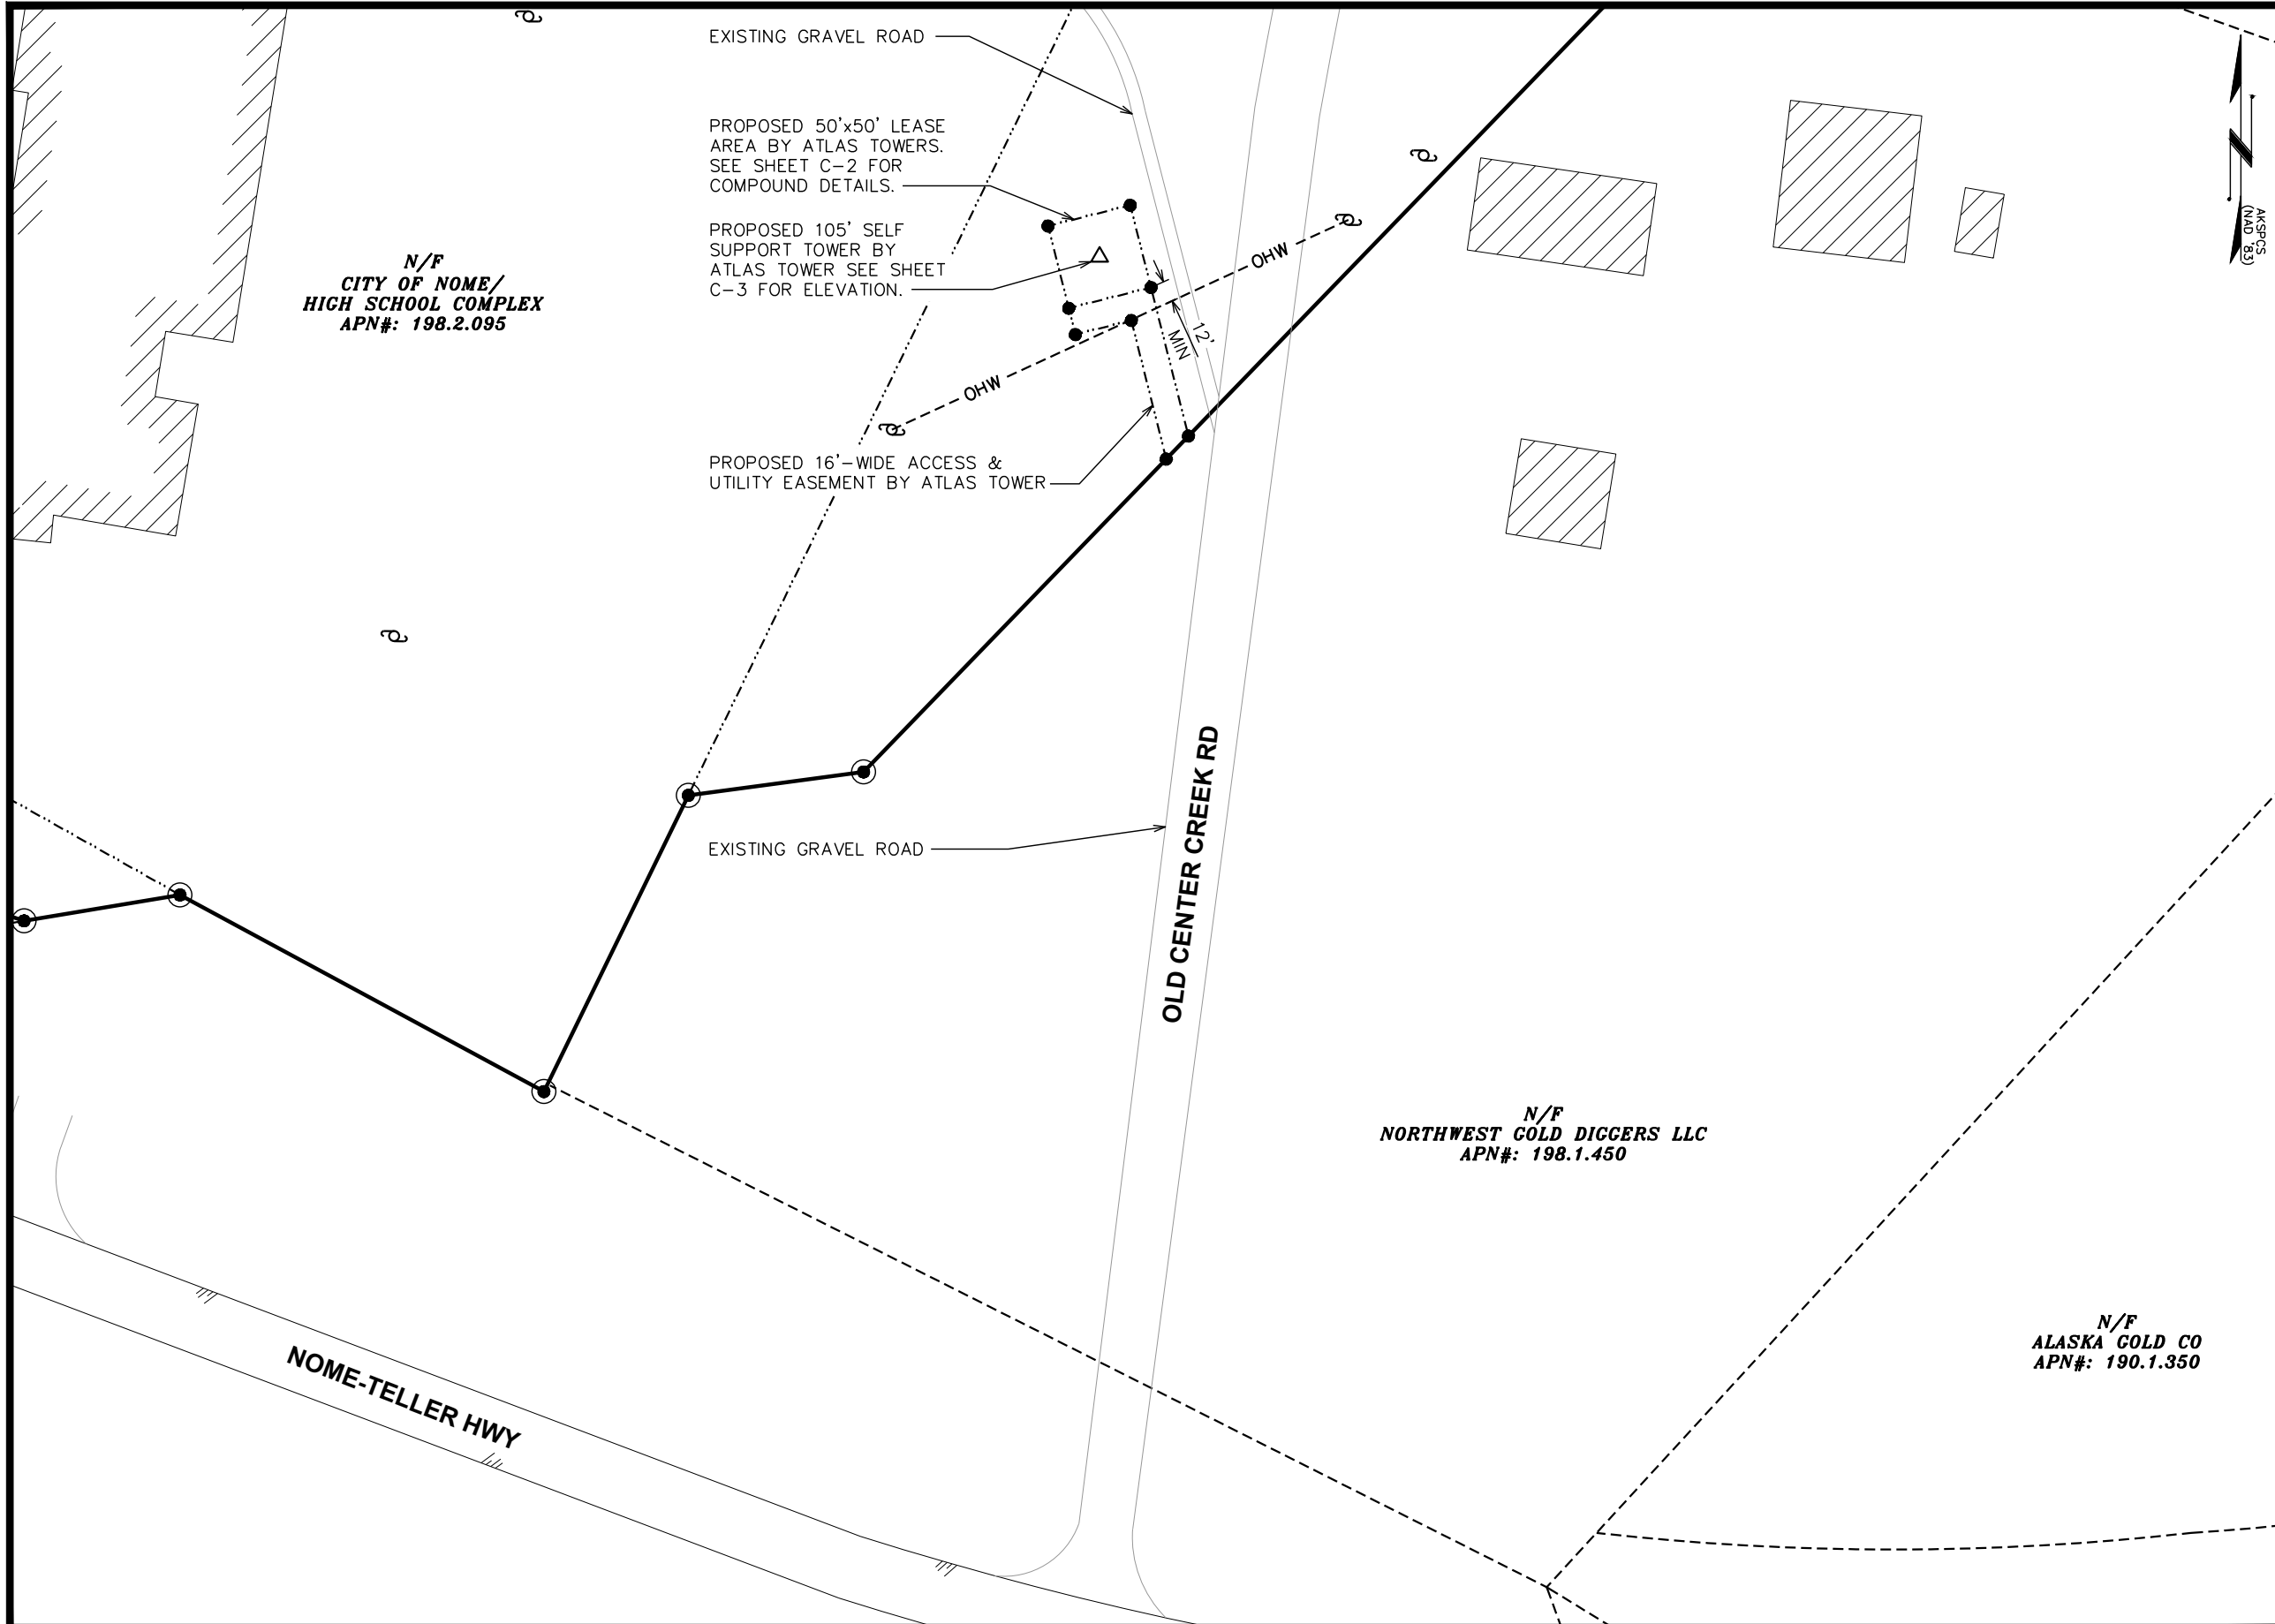 EXISTING GRAVEL ROAD
PROPOSED 50'x50' LEASE
AREA BY ATLAS TOWERS.
SEE SHEET C-2 FOR
COMPOUND DETAILS.
PROPOSED 105' SELF
SUPPORT TOWER BY
ATLAS TOWER SEE SHEET
C-3 FOR ELEVATION.
N/F
CITY OF NOME/
HIGH SCHOOL COMPLEX
APN#: 198.2.095
AKSPCS
(NAD '83)
N
OHW
12'
MIN
OHW
PROPOSED 16'-WIDE ACCESS &
UTILITY EASEMENT BY ATLAS TOWER
EXISTING GRAVEL ROAD
OLD CENTER CREEK RD
N/F
NORTHWEST GOLD DIGGERS LLC
APN#: 198.1.450
N/F
ALASKA GOLD CO
APN#: 190.1.350
NOME-TELLER HWY